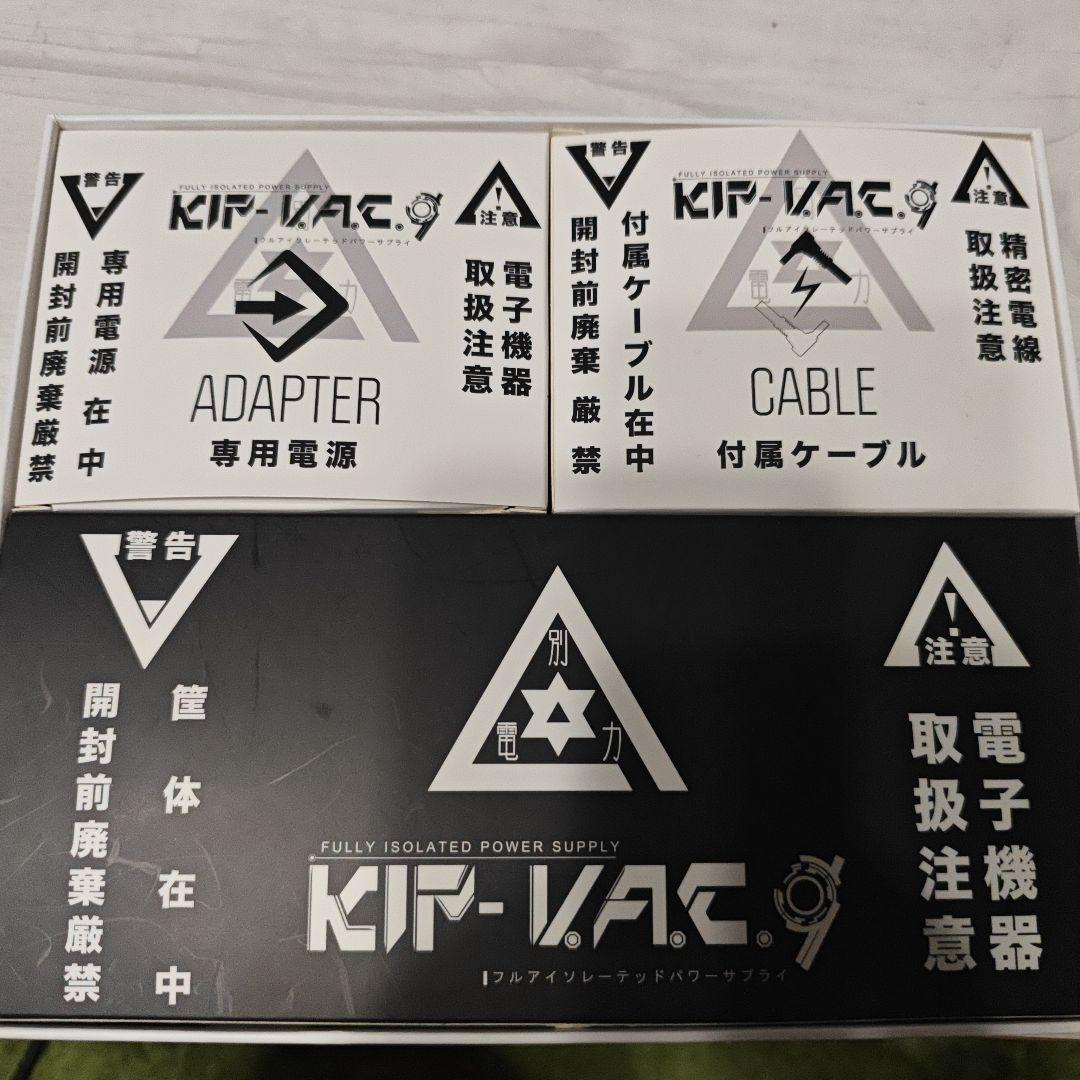 警告
専用電源在中
開封前廃棄厳禁
FULLY ISOLATED POWER SUPPLY
KIP-V.A.C.9
フルアイソレーテッドパワーサプライ
電 力
ADAPTER
専用電源
注意
電子機器
取扱注意
警告
付属ケーブル在中
開封前廃棄厳禁
FULLY ISOLATED POWER SUPPLY
KIP-V.A.C.9
フルアイソレーテッドパワーサプライ
電 力
CABLE
付属ケーブル
注意
精密電線
取扱注意
警告
筐体在中
開封前廃棄厳禁
別
電 力
FULLY ISOLATED POWER SUPPLY
KIP-V.A.C.9
フルアイソレーテッドパワーサプライ
注意
電子機器
取扱注意